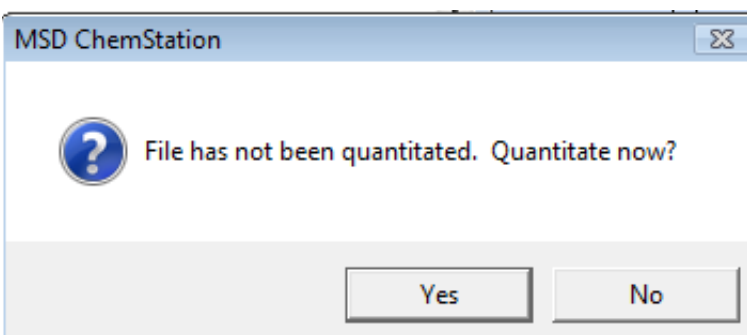 MSD ChemStation
File has not been quantitated.  Quantitate now?
Yes
No